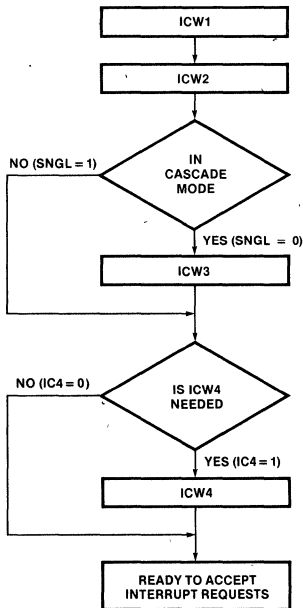 ICW1
ICW2
IN
CASCADE
MODE
NO (SNGL = 1)
YES (SNGL = 0)
ICW3
IS ICW4
NEEDED
NO (IC4 = 0)
YES (IC4 = 1)
ICW4
READY TO ACCEPT
INTERRUPT REQUESTS